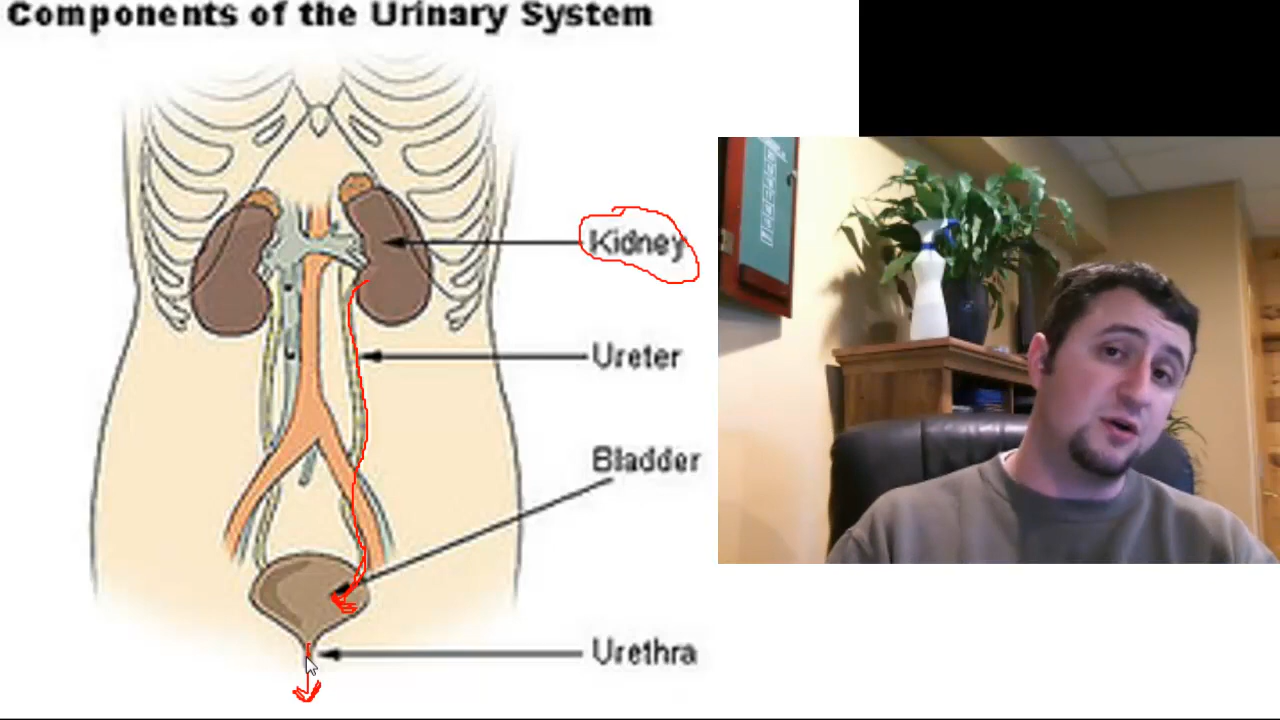 Components of the Urinary System
Kidney
Ureter
Bladder
Urethra